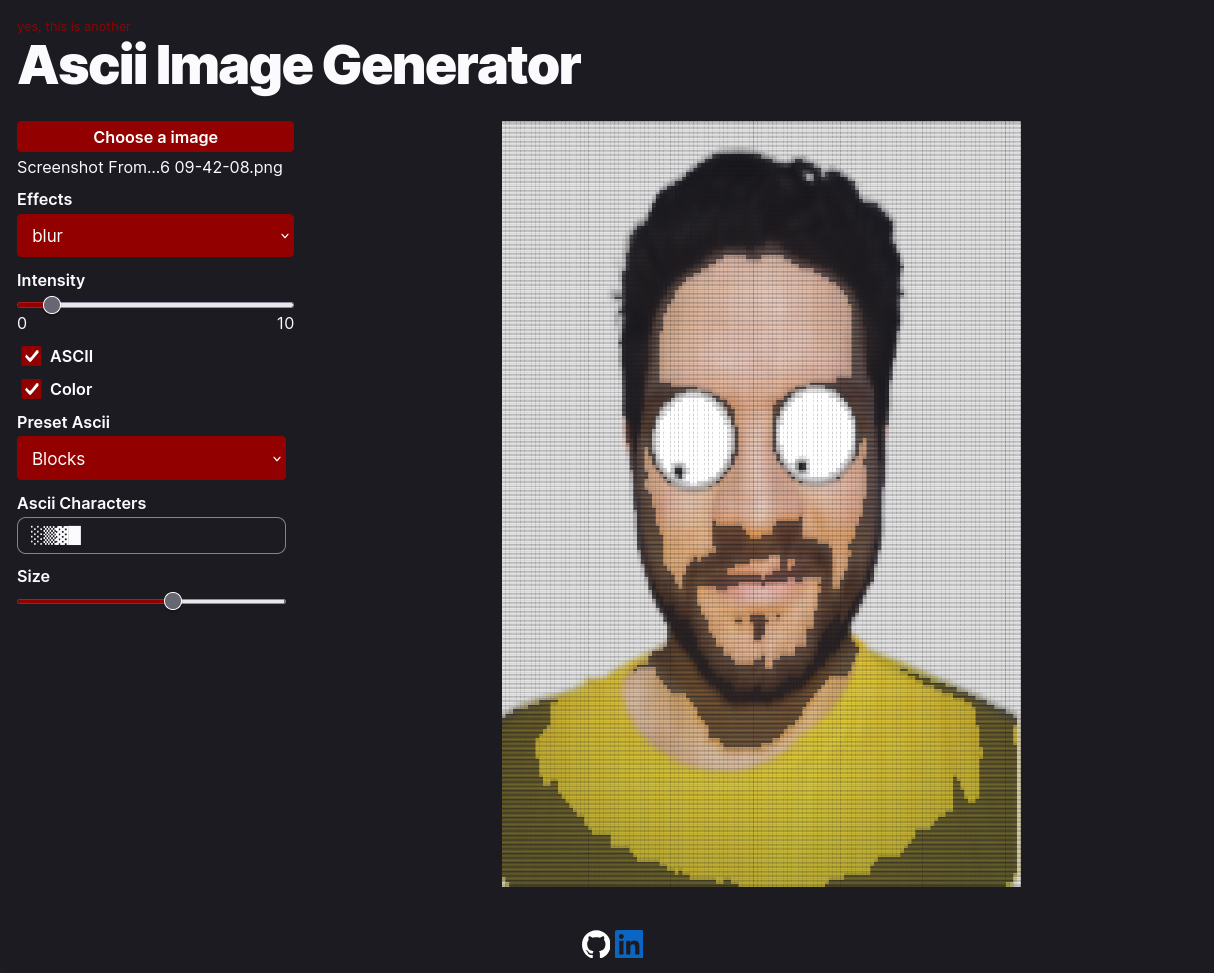 yes, this is another
Ascii Image Generator
Choose a image
Screenshot From...6 09-42-08.png
Effects
blur
Intensity
0 10
ASCII
Color
Preset Ascii
Blocks
Ascii Characters
░▒▓█
Size
in